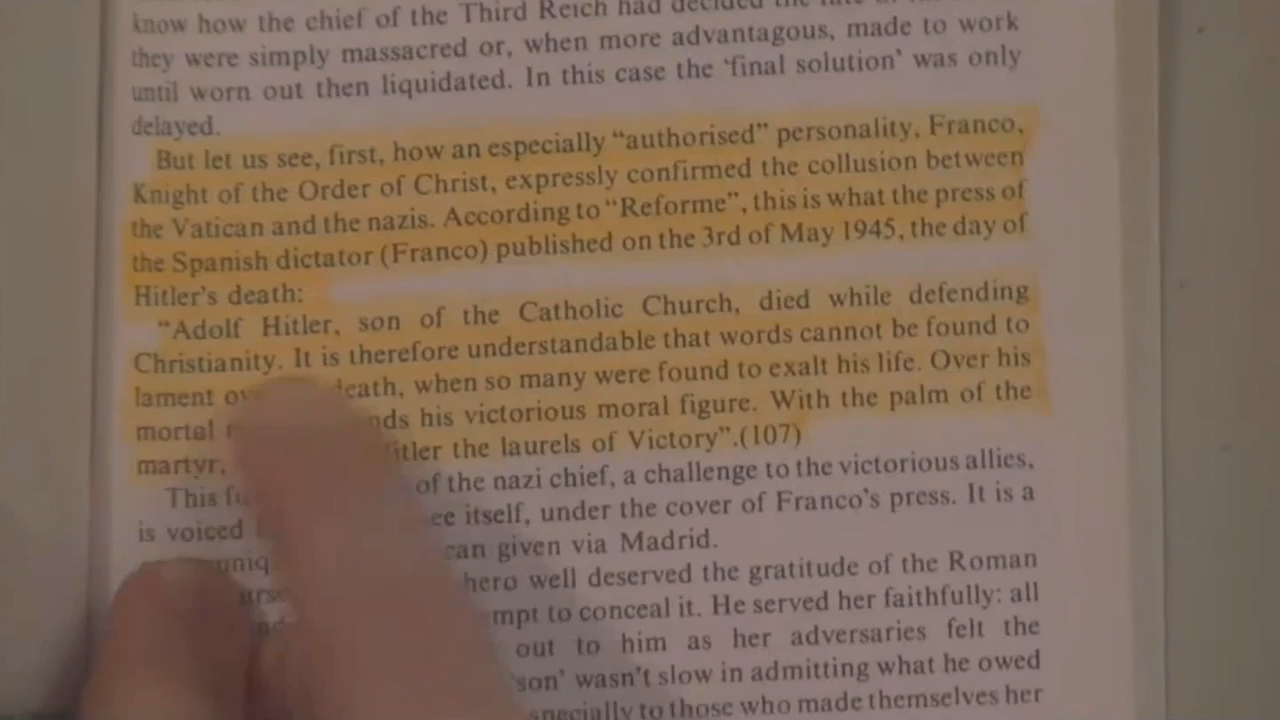 know how the chief of the Third Reich had decided the
they were simply massacred or, when more advantagous, made to work
until worn out then liquidated. In this case the ‘final solution’ was only
delayed.
But let us see, first, how an especially “authorised” personality, Franco,
Knight of the Order of Christ, expressly confirmed the collusion between
the Vatican and the nazis. According to “Reforme”, this is what the press of
the Spanish dictator (Franco) published on the 3rd of May 1945, the day of
Hitler's death:
“Adolf Hitler, son of the Catholic Church, died while defending
Christianity. It is therefore understandable that words cannot be found to
lament death, when so many were found to exalt his life. Over his
mortal his victorious moral figure. With the palm of the
martyr, the laurels of Victory”.(107)
This of the nazi chief, a challenge to the victorious allies,
is voiced itself, under the cover of Franco's press. It is a
given via Madrid.
hero well deserved the gratitude of the Roman
to conceal it. He served her faithfully: all
out to him as her adversaries felt the
‘son’ wasn't slow in admitting what he owed
to those who made themselves her